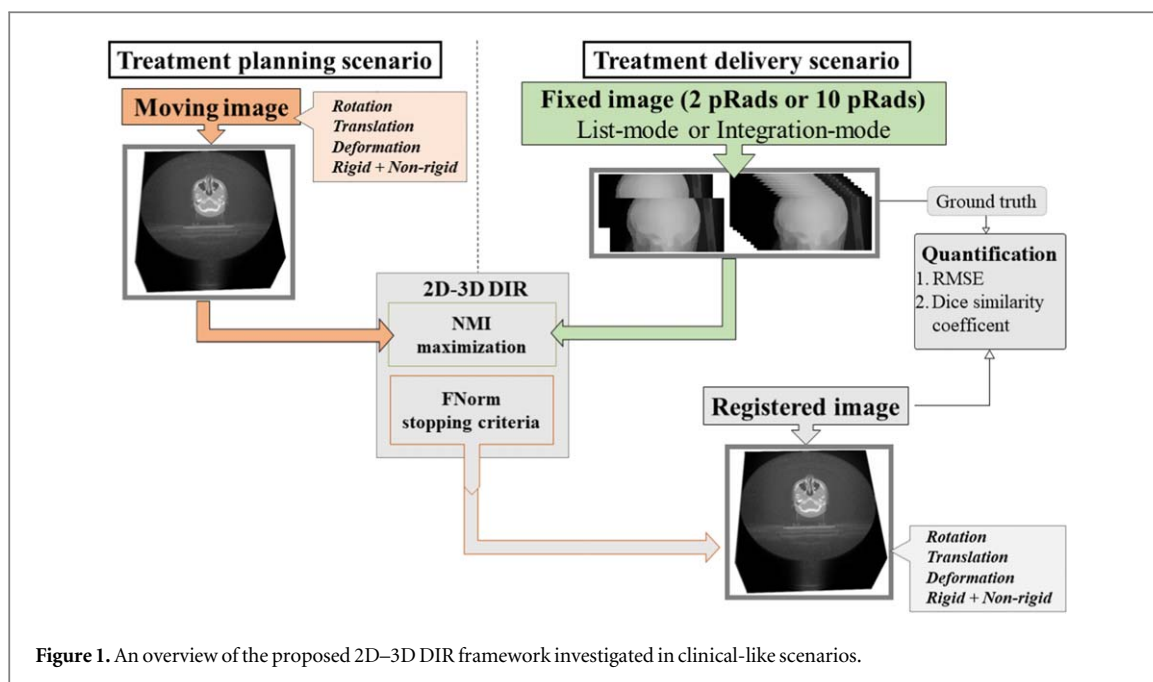 Treatment planning scenario
Moving image
Rotation
Translation
Deformation
Rigid + Non-rigid
Treatment delivery scenario
Fixed image (2 pRads or 10 pRads)
List-mode or Integration-mode
Ground truth
Quantification
1. RMSE
2. Dice similarity
coefficent
2D-3D DIR
NMI
maximization
FNorm
stopping criteria
Registered image
Rotation
Translation
Deformation
Rigid + Non-rigid
Figure 1. An overview of the proposed 2D–3D DIR framework investigated in clinical-like scenarios.